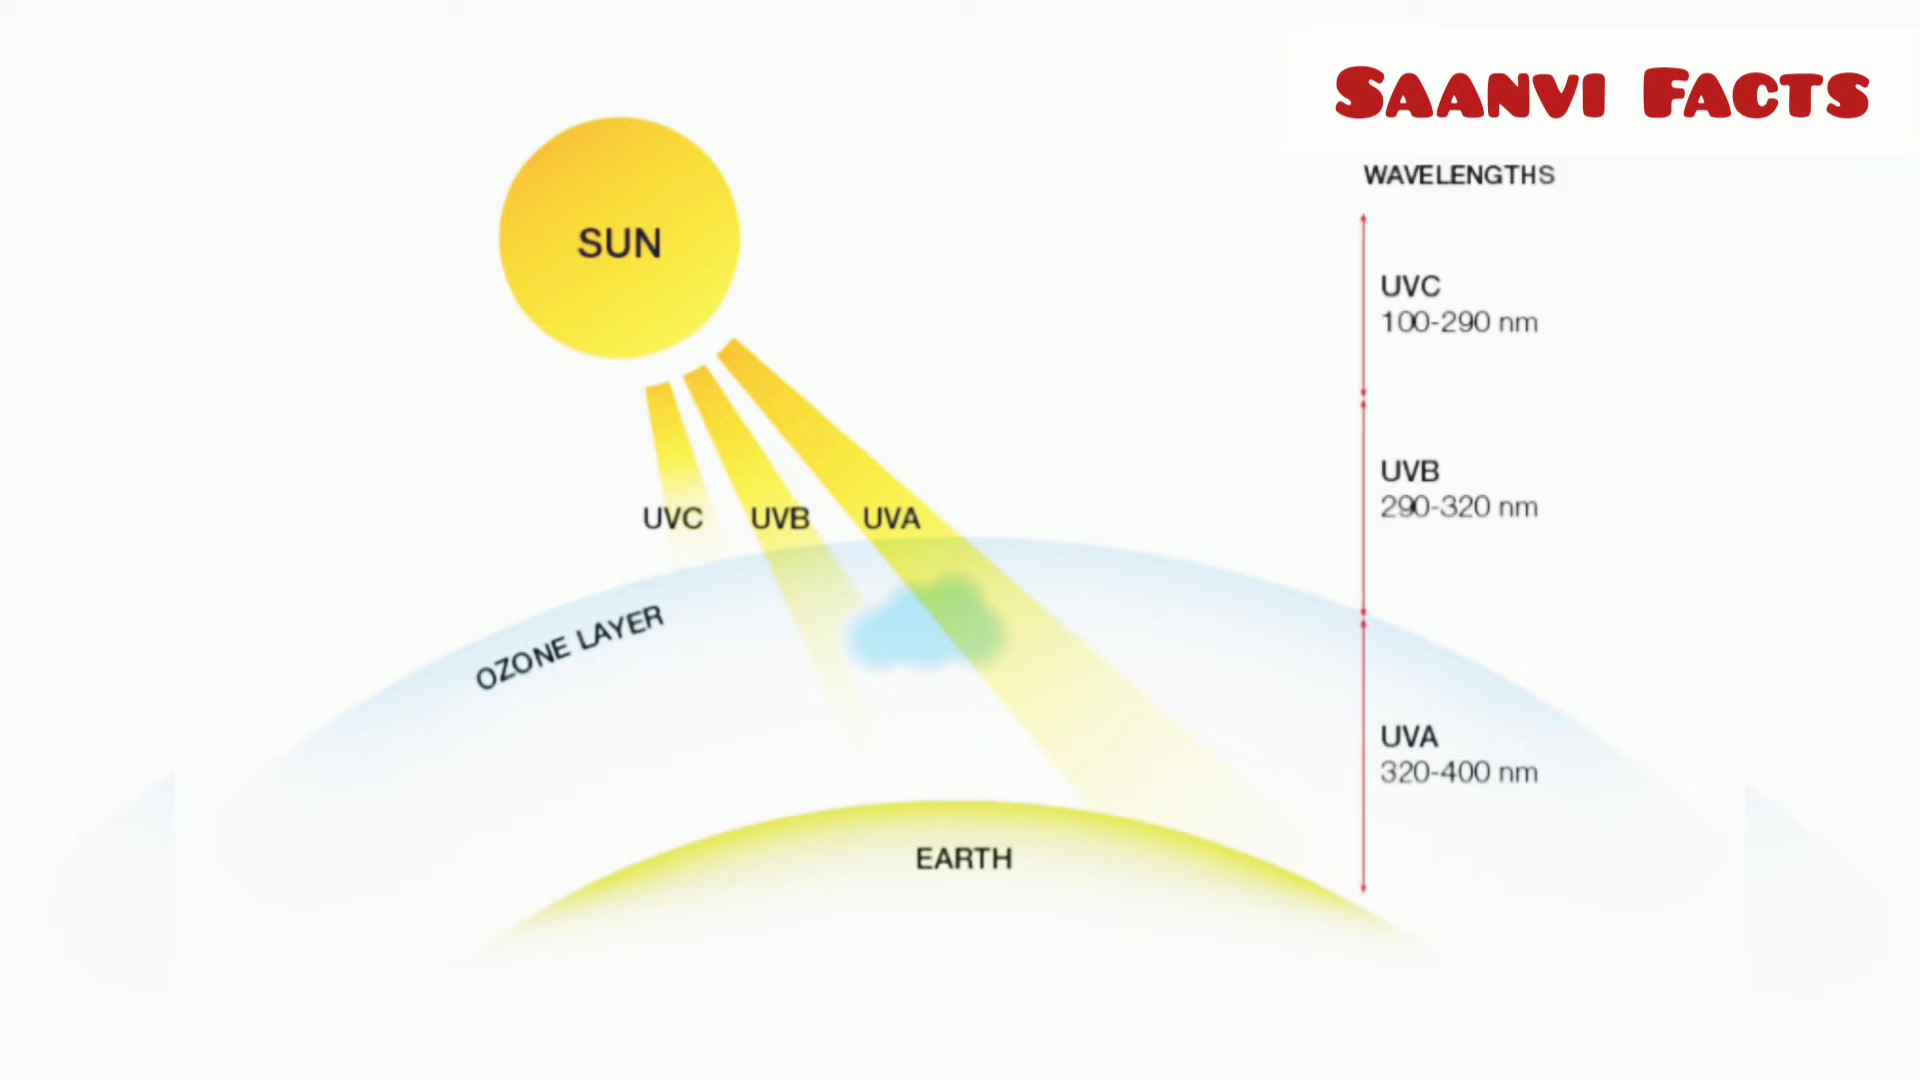 Saanvi Facts
WAVELENGTHS
SUN
UVC
100-290 nm
UVB
290-320 nm
UVC UVB UVA
OZONE LAYER
UVA
320-400 nm
EARTH